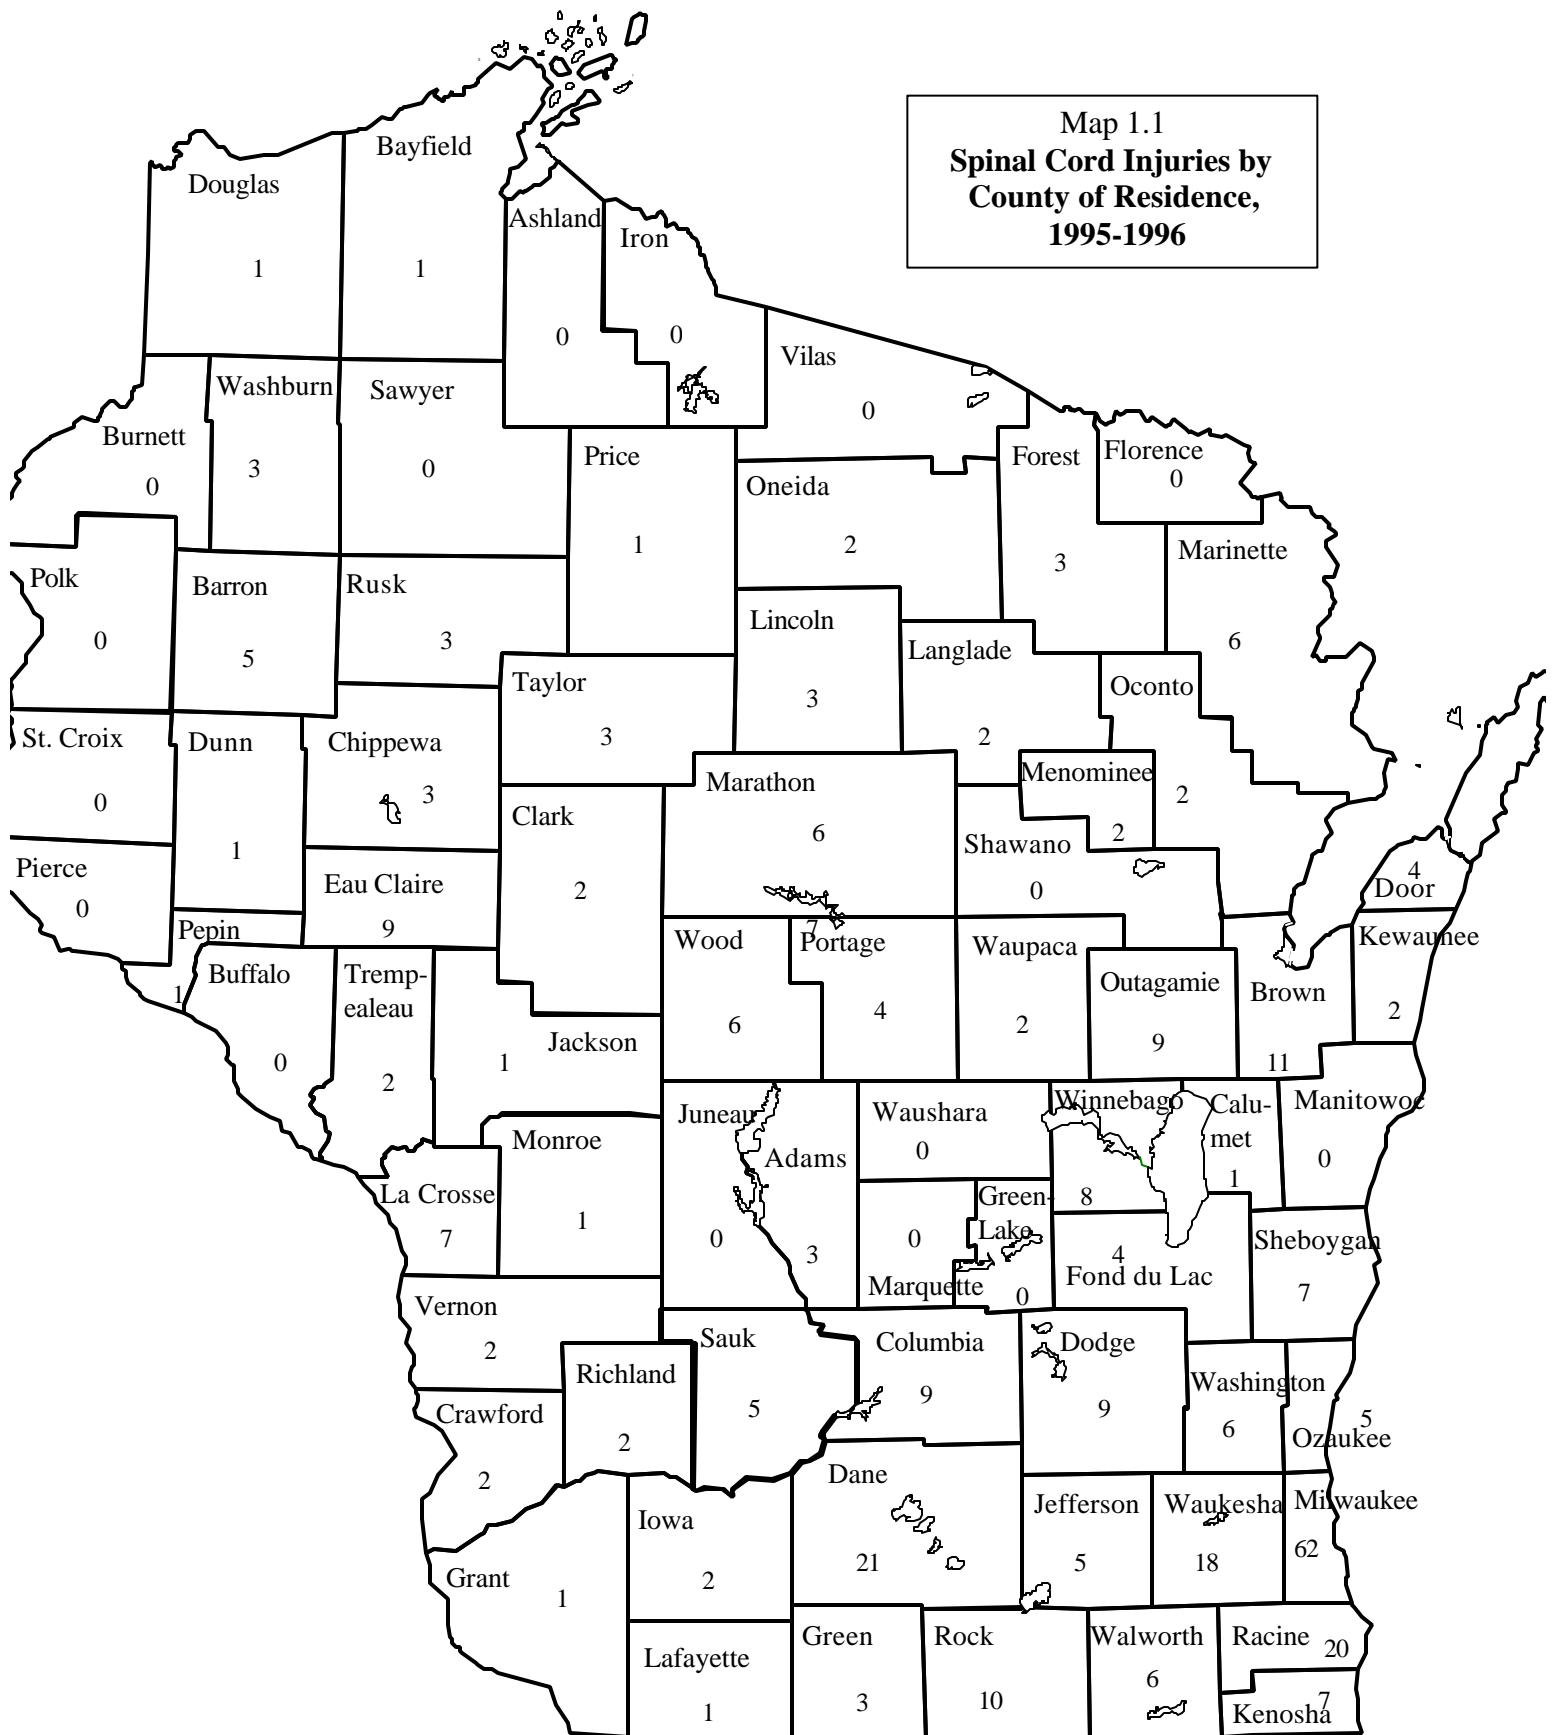 Map 1.1
Spinal Cord Injuries by
County of Residence,
1995-1996
Bayfield
1
Douglas
1
Ashland
0
Iron
0
Vilas
0
Washburn
3
Sawyer
0
Burnett
0
Price
1
Oneida
2
Forest
3
Florence
0
Marinette
6
Polk
0
Barron
5
Rusk
3
Lincoln
3
Langlade
2
Taylor
3
Oconto
2
St. Croix
0
Dunn
1
Chippewa
3
Marathon
6
7
Menominee
2
Clark
2
Shawano
0
Pierce
0
Eau Claire
9
4
Door
Pepin
1
Wood
6
Portage
4
Waupaca
2
Kewaunee
2
Buffalo
0
Tremp-
ealeau
2
Outagamie
9
Brown
11
Jackson
1
Juneau
0
Adams
3
Waushara
0
Winnebago
8
Calu-
met
1
Manitowoc
0
Monroe
1
La Crosse
7
Green-
Lake
0
0
Marquette
4
Fond du Lac
Sheboygan
7
Vernon
2
Sauk
5
Columbia
9
Dodge
9
Richland
2
Washington
6
5
Ozaukee
Crawford
2
Dane
21
Jefferson
5
Waukesha
18
Milwaukee
62
Iowa
2
Grant
1
Lafayette
1
Green
3
Rock
10
Walworth
6
Racine
20
7
Kenosha